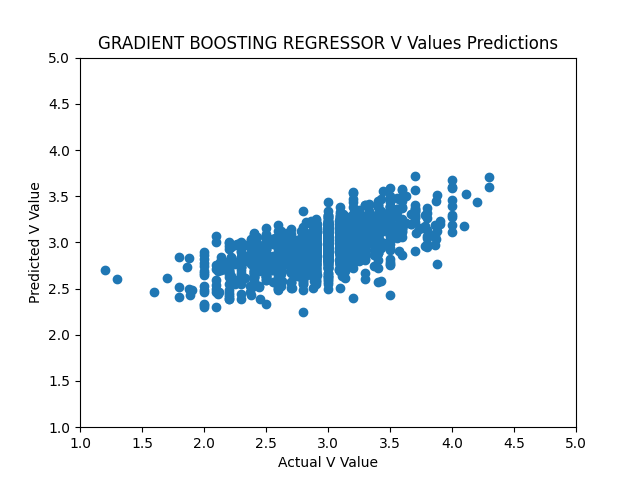 GRADIENT BOOSTING REGRESSOR V Values Predictions
5.0
4.5
4.0
3.5
3.0
2.5
2.0
1.5
1.0
Predicted V Value
1.0 1.5 2.0 2.5 3.0 3.5 4.0 4.5 5.0
Actual V Value